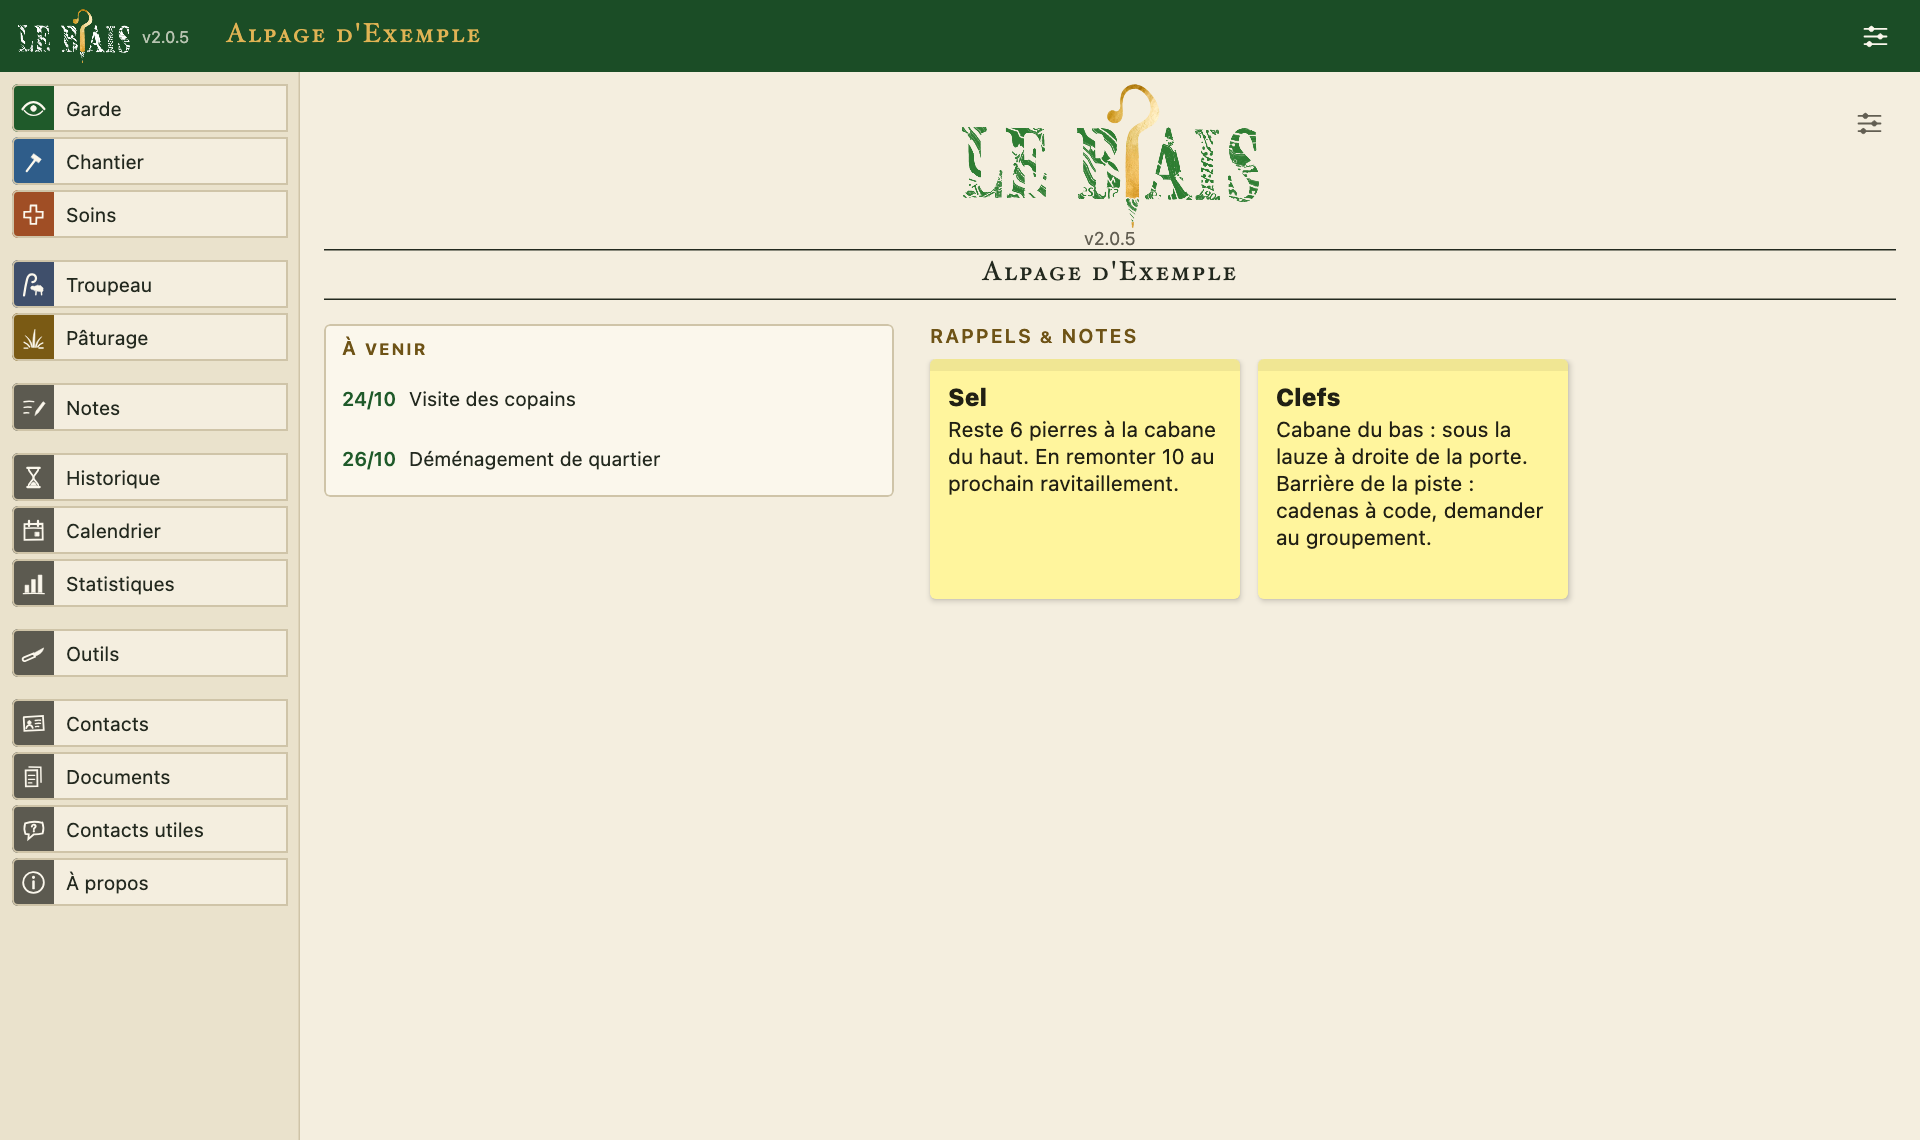 LE BIAIS v2.0.5 Alpage d'Exemple
Garde
Chantier
Soins
Troupeau
Pâturage
Notes
Historique
Calendrier
Statistiques
Outils
Contacts
Documents
Contacts utiles
À propos
LE BIAIS
v2.0.5
Alpage d'Exemple
À VENIR
24/10 Visite des copains
26/10 Déménagement de quartier
RAPPELS & NOTES
Sel
Reste 6 pierres à la cabane
du haut. En remonter 10 au
prochain ravitaillement.
Clefs
Cabane du bas : sous la
lauze à droite de la porte.
Barrière de la piste :
cadenas à code, demander
au groupement.